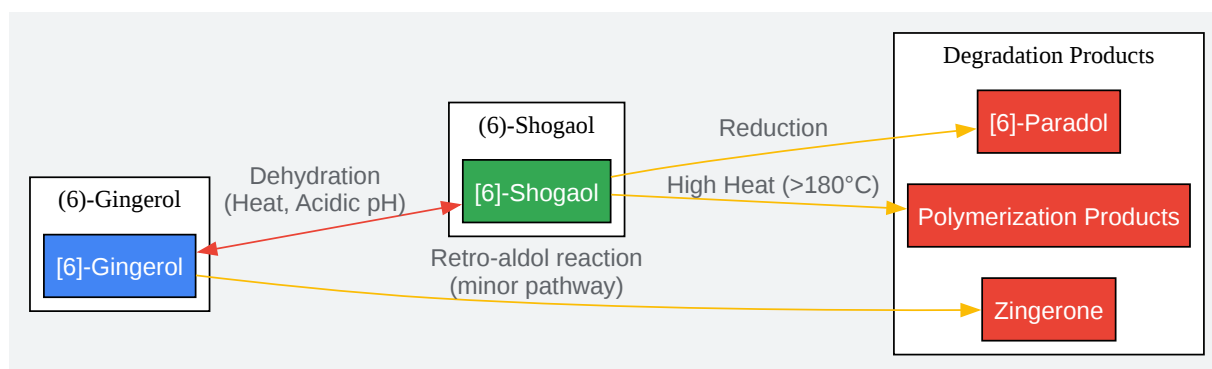 Degradation Products
[6]-Paradol
Reduction
(6)-Shogaol
[6]-Shogaol
High Heat (>180°C)
Polymerization Products
Dehydration
(Heat, Acidic pH)
(6)-Gingerol
[6]-Gingerol
Retro-aldol reaction
(minor pathway)
Zingerone